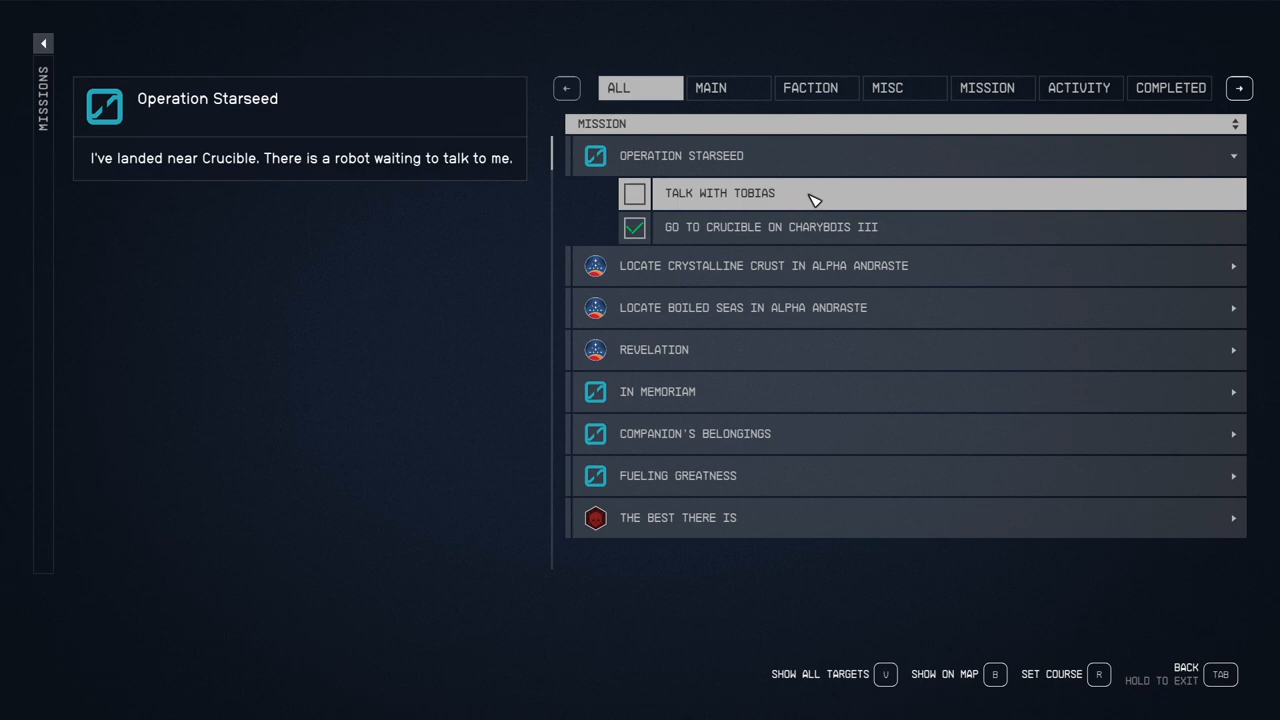 MISSIONS
Operation Starseed
I've landed near Crucible. There is a robot waiting to talk to me.
ALL MAIN FACTION MISC MISSION ACTIVITY COMPLETED
MISSION
OPERATION STARSEED
TALK WITH TOBIAS
GO TO CRUCIBLE ON CHARYBDIS III
LOCATE CRYSTALLINE CRUST IN ALPHA ANDRASTE
LOCATE BOILED SEAS IN ALPHA ANDRASTE
REVELATION
IN MEMORIAM
COMPANION'S BELONGINGS
FUELING GREATNESS
THE BEST THERE IS
SHOW ALL TARGETS V SHOW ON MAP B SET COURSE R BACK TAB
HOLD TO EXIT